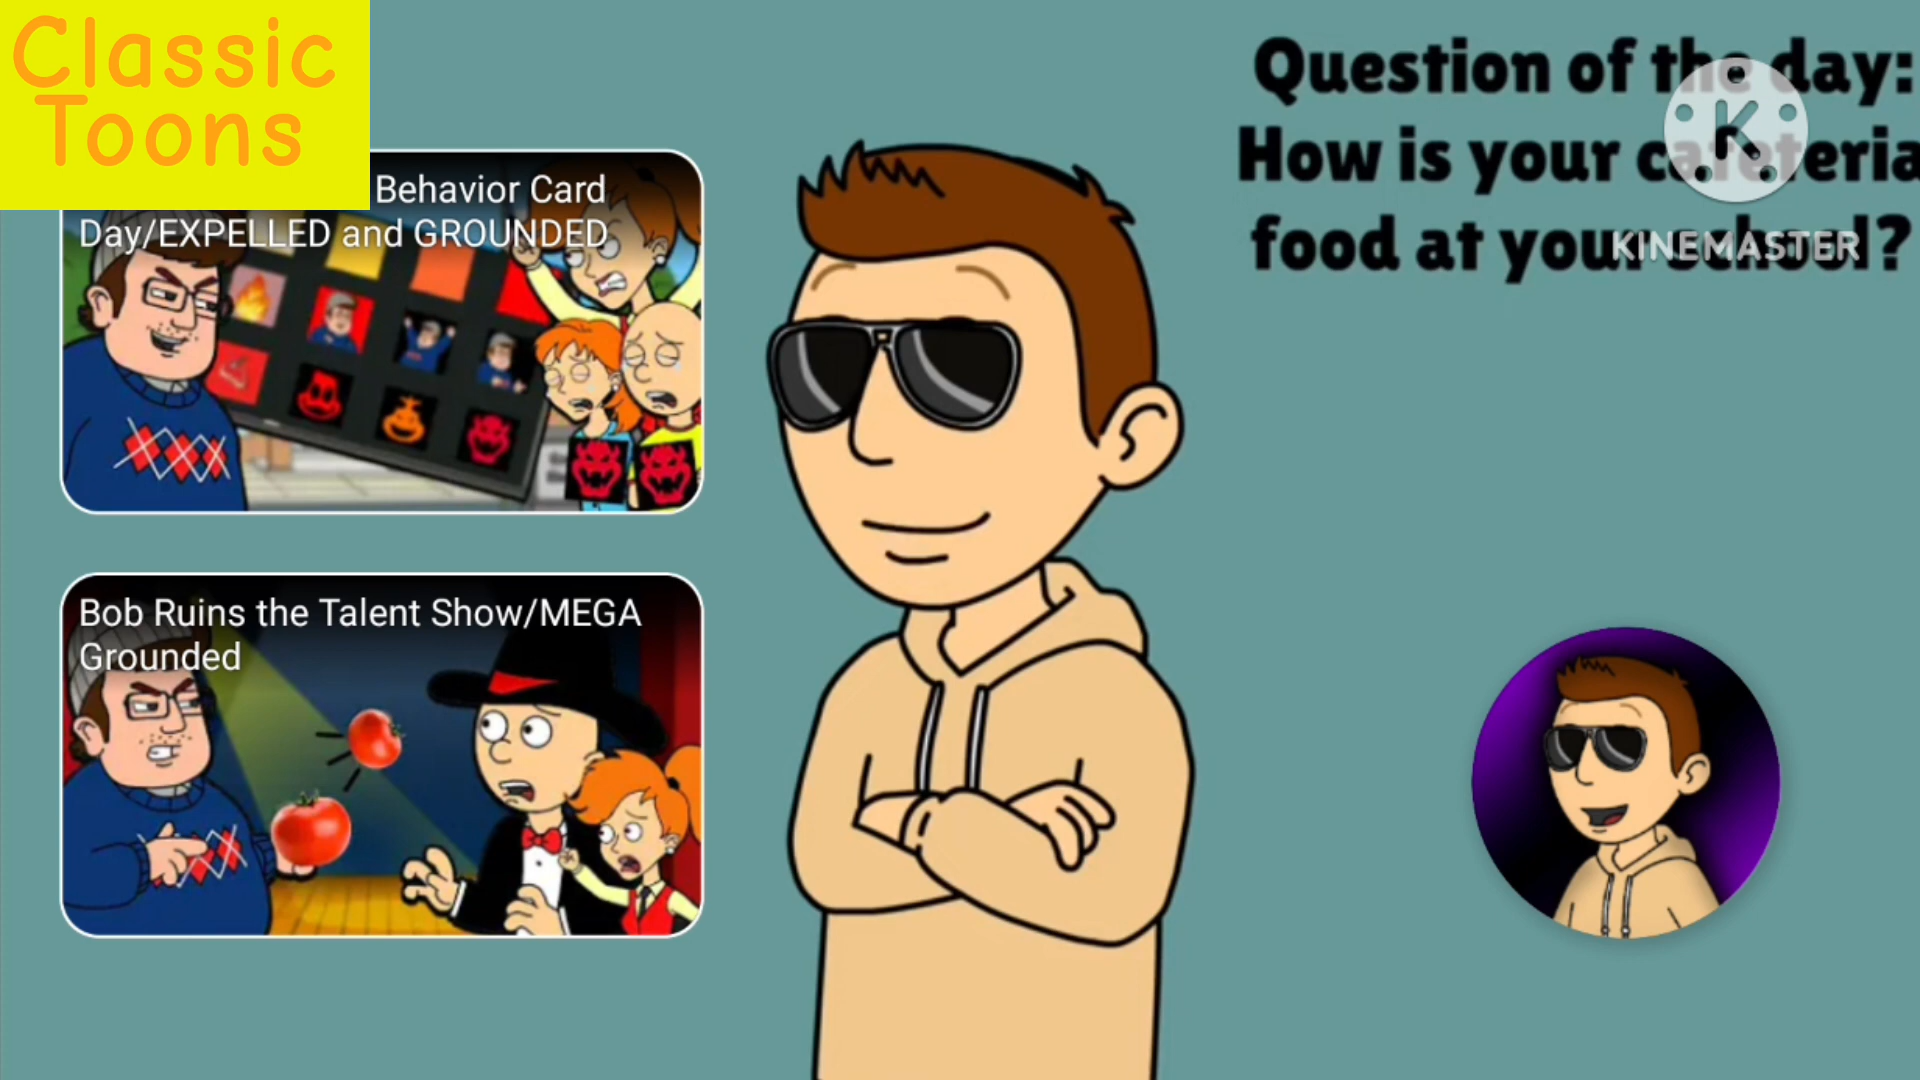 Classic
Toons
Behavior Card
Day/EXPELLED and GROUNDED
Bob Ruins the Talent Show/MEGA
Grounded
Question of the day:
How is your cafeteria
food at your school?
K
KINEMASTER